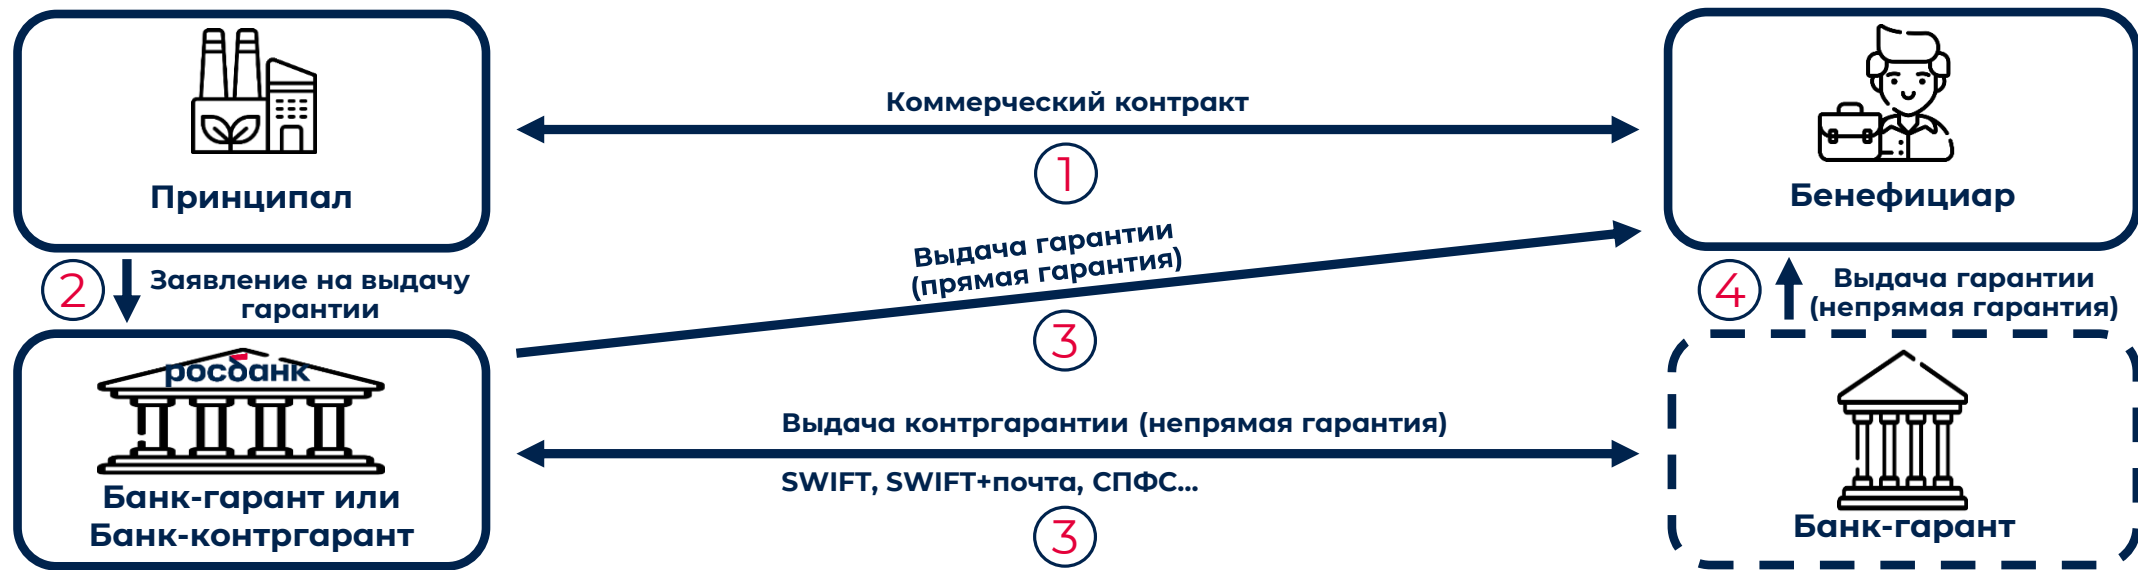 Коммерческий контракт
1
Принципал
Бенефициар
Выдача гарантии
(прямая гарантия)
3
2
Заявление на выдачу
гарантии
4
Выдача гарантии
(непрямая гарантия)
росбанк
Банк-гарант или
Банк-контргарант
Выдача контргарантии (непрямая гарантия)
SWIFT, SWIFT+почта, СПФС...
3
Банк-гарант